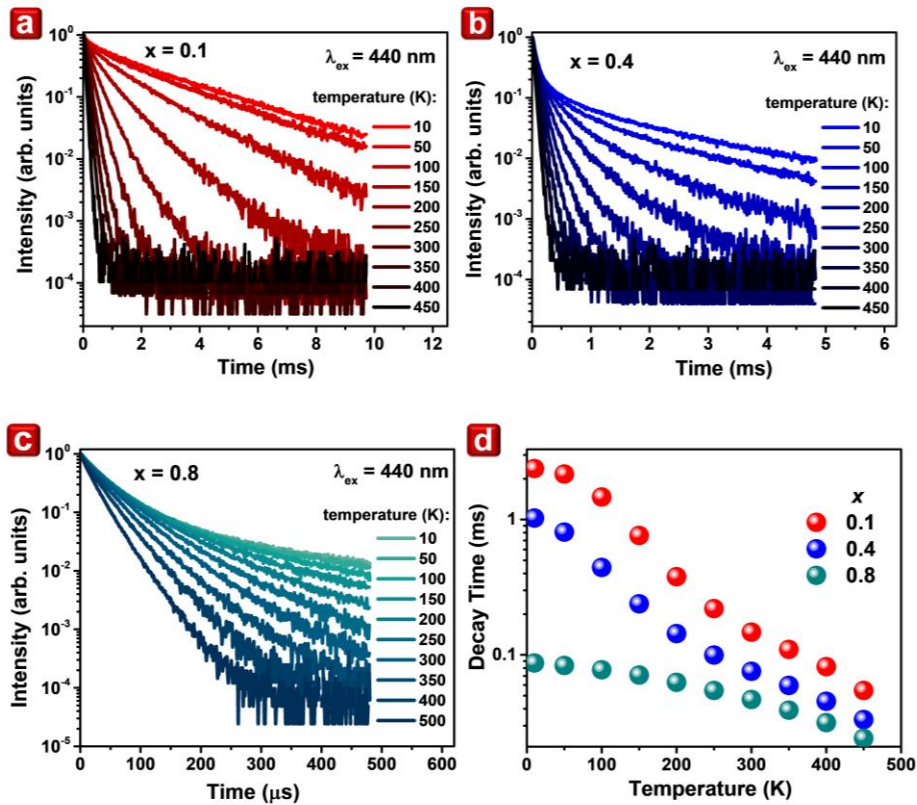 a
x = 0.1
λex = 440 nm
temperature (K):
10
50
100
150
200
250
300
350
400
450
10^0
10^-1
10^-2
10^-3
10^-4
Intensity (arb. units)
0 2 4 6 8 10 12
Time (ms)
b
x = 0.4
λex = 440 nm
temperature (K):
10
50
100
150
200
250
300
350
400
450
10^0
10^-1
10^-2
10^-3
10^-4
Intensity (arb. units)
0 1 2 3 4 5 6
Time (ms)
c
x = 0.8
λex = 440 nm
temperature (K):
10
50
100
150
200
250
300
350
400
500
10^0
10^-1
10^-2
10^-3
10^-4
10^-5
Intensity (arb. units)
0 100 200 300 400 500 600
Time (μs)
d
x
0.1
0.4
0.8
1
0.1
Decay Time (ms)
0 100 200 300 400 500
Temperature (K)